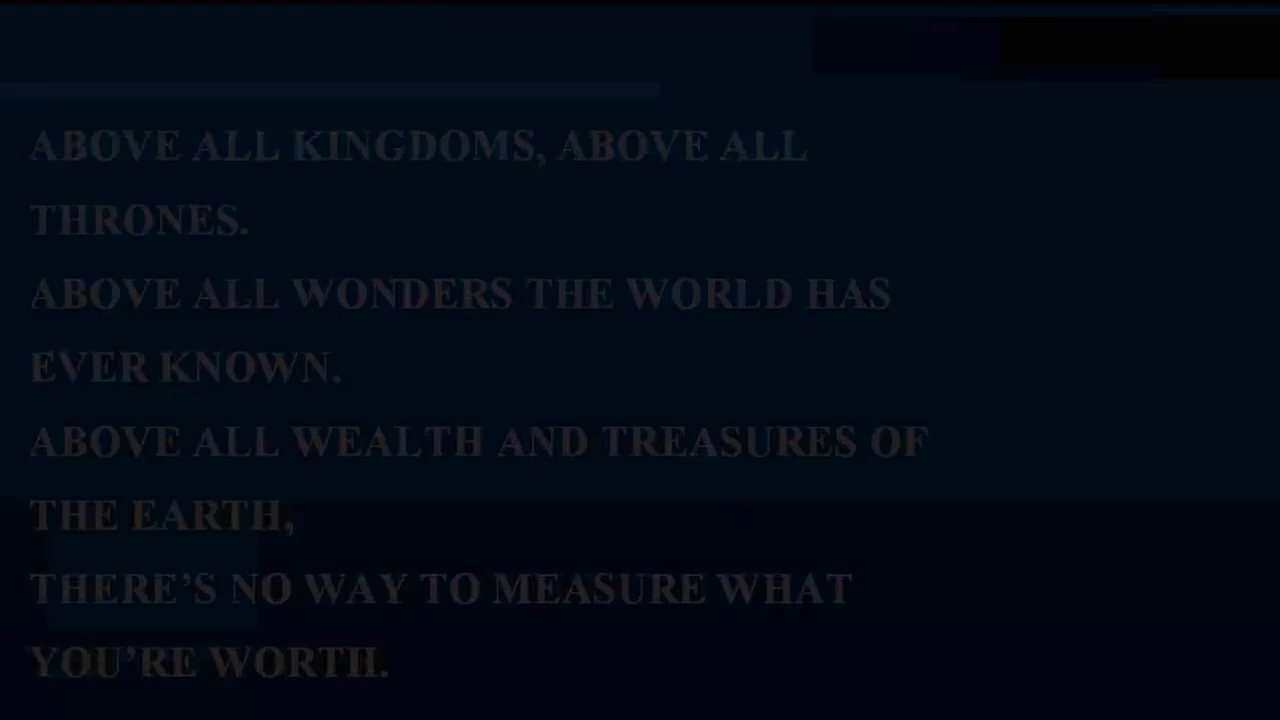 ABOVE ALL KINGDOMS, ABOVE ALL
THRONES.
ABOVE ALL WONDERS THE WORLD HAS
EVER KNOWN.
ABOVE ALL WEALTH AND TREASURES OF
THE EARTH,
THERE’S NO WAY TO MEASURE WHAT
YOU’RE WORTH.